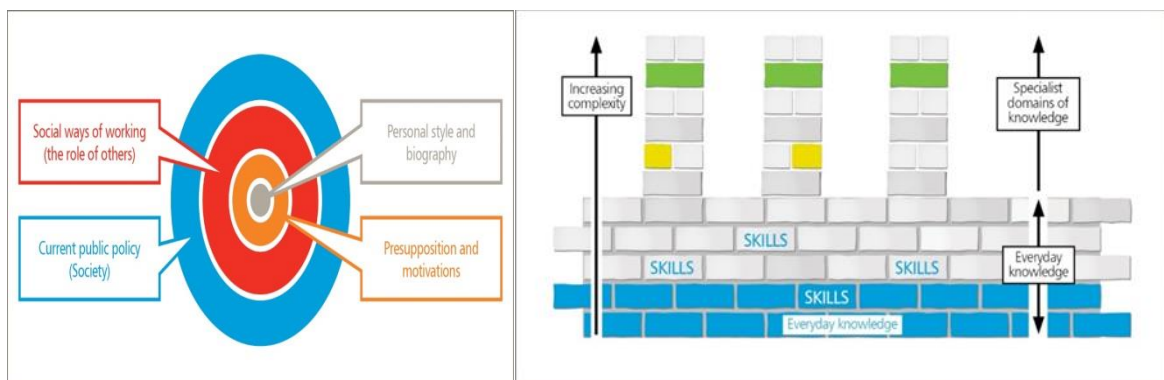 Social ways of working
(the role of others)
Personal style and
biography
Current public policy
(Society)
Presupposition and
motivations
Increasing
complexity
Specialist
domains of
knowledge
SKILLS
SKILLS
SKILLS
Everyday
knowledge
SKILLS
Everyday knowledge